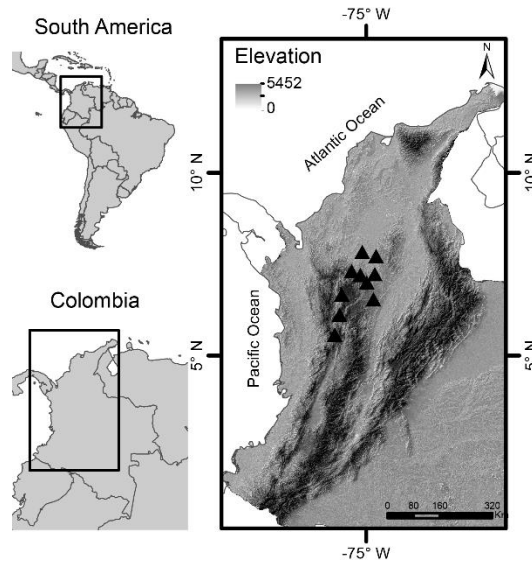 South America
Colombia
-75° W
Elevation
5452
0
N
Atlantic Ocean
10° N
10° N
Pacific Ocean
5° N
5° N
0 80 160 320
Km
-75° W